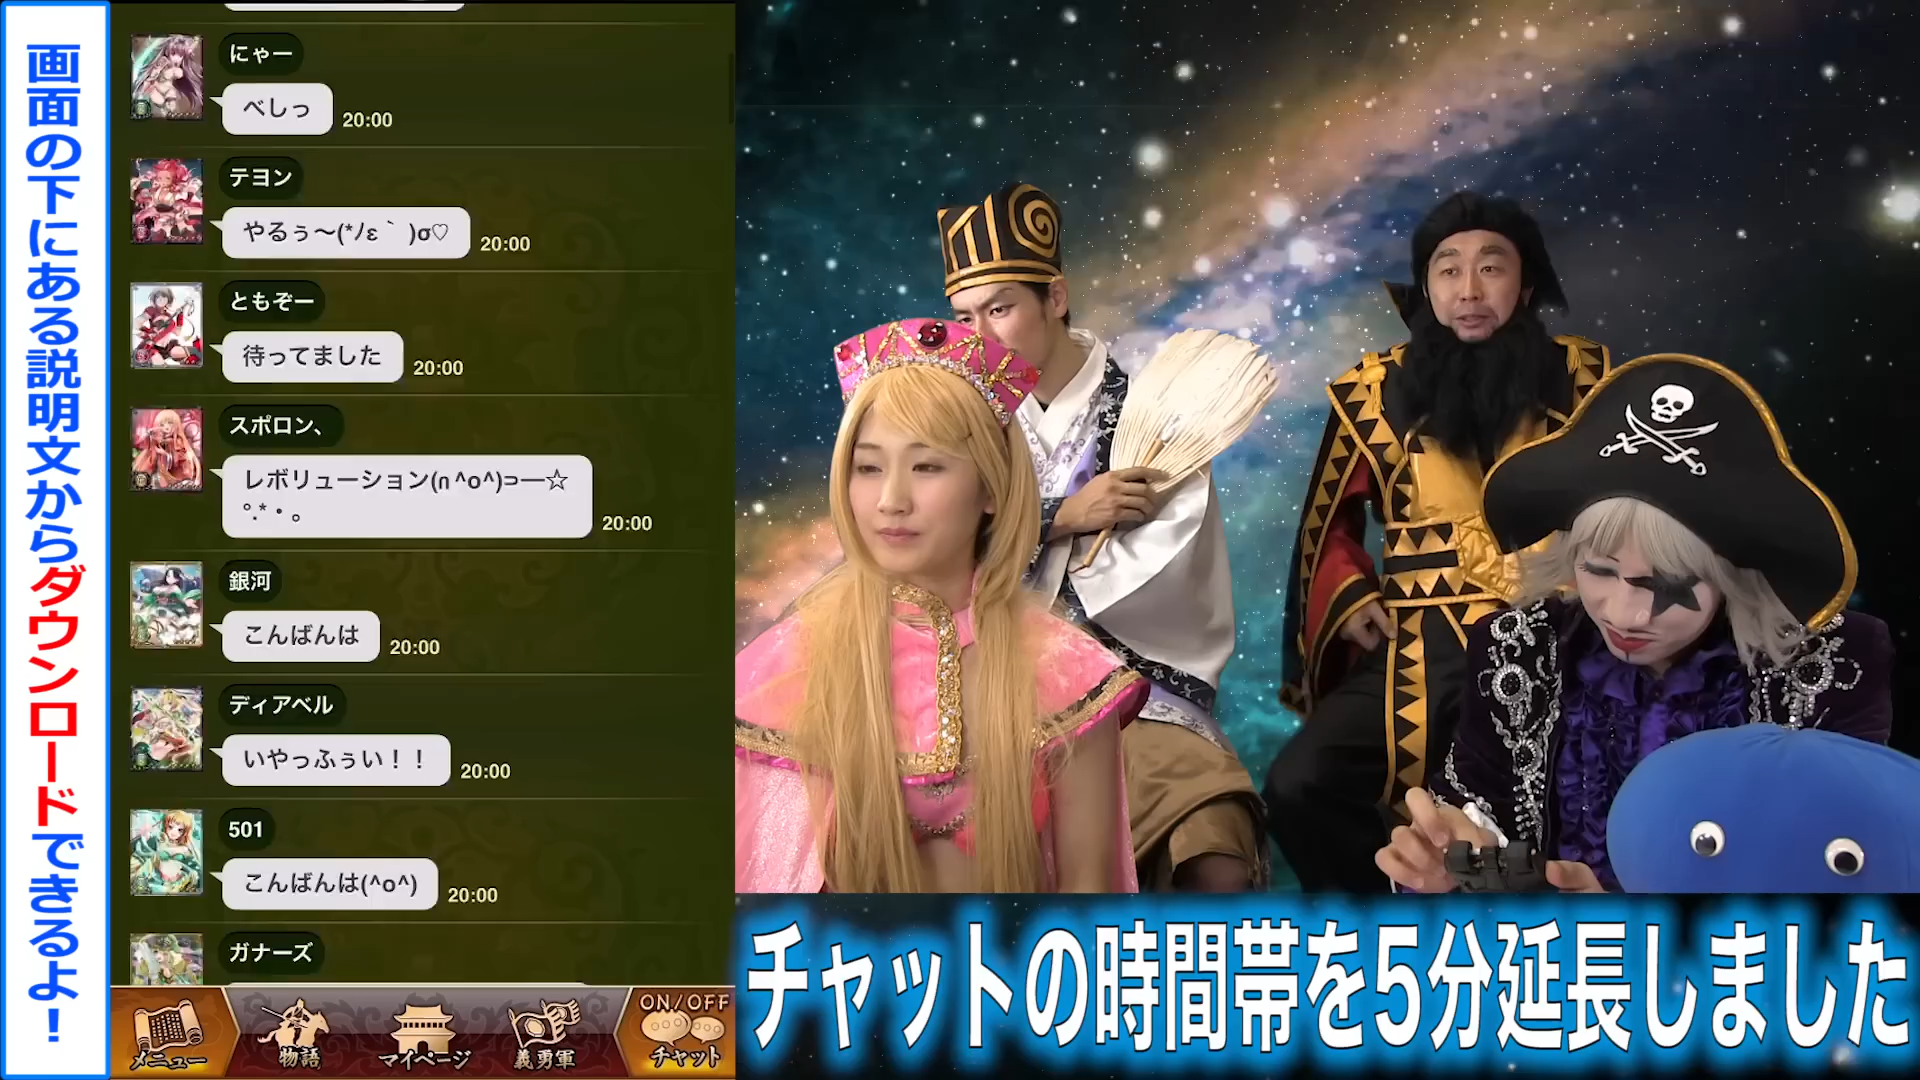 画面の下にある説明文からダウンロードできるよ！
にゃー
べしっ 20:00
テヨン
やるぅ〜(*ﾉε｀ )σ♡ 20:00
ともぞー
待ってました 20:00
スポロン、
レボリューション(∩^o^)⊃━☆
°.*・。 20:00
銀河
こんばんは 20:00
ディアベル
いやっふぅい！！ 20:00
501
こんばんは(^o^) 20:00
ガナーズ
メニュー
物語
マイページ
義勇軍
ON/OFF
チャット
チャットの時間帯を5分延長しました